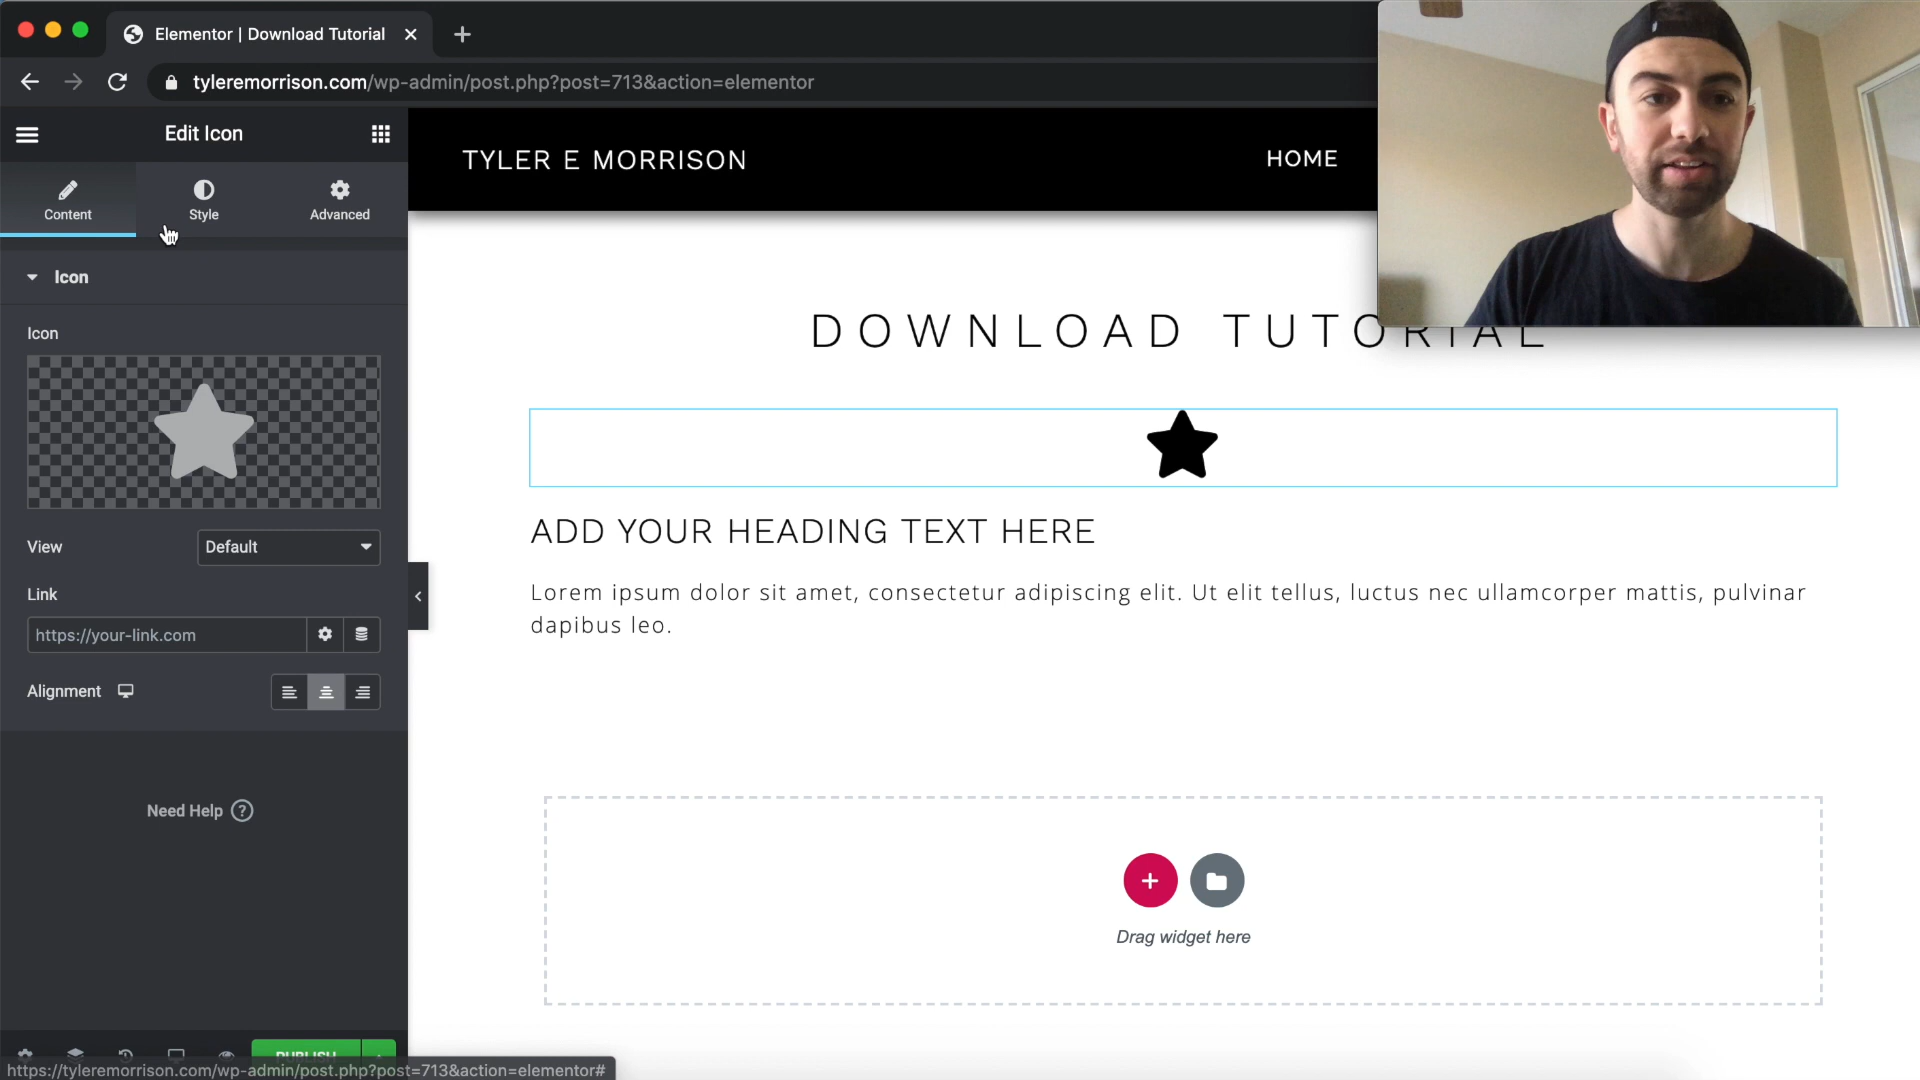 Elementor | Download Tutorial
tyleremorrison.com/wp-admin/post.php?post=713&action=elementor
Edit Icon
Content
Style
Advanced
Icon
Icon
View
Default
Link
https://your-link.com
Alignment
Need Help ?
PUBLISH
https://tyleremorrison.com/wp-admin/post.php?post=713&action=elementor#
TYLER E MORRISON
HOME
DOWNLOAD TUTORIAL
ADD YOUR HEADING TEXT HERE
Lorem ipsum dolor sit amet, consectetur adipiscing elit. Ut elit tellus, luctus nec ullamcorper mattis, pulvinar
dapibus leo.
Drag widget here